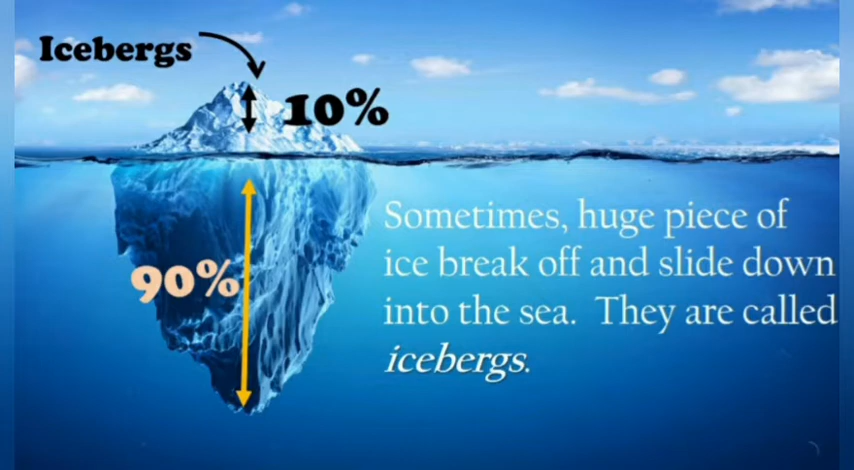 Icebergs
10%
90%
Sometimes, huge piece of
ice break off and slide down
into the sea. They are called
icebergs.